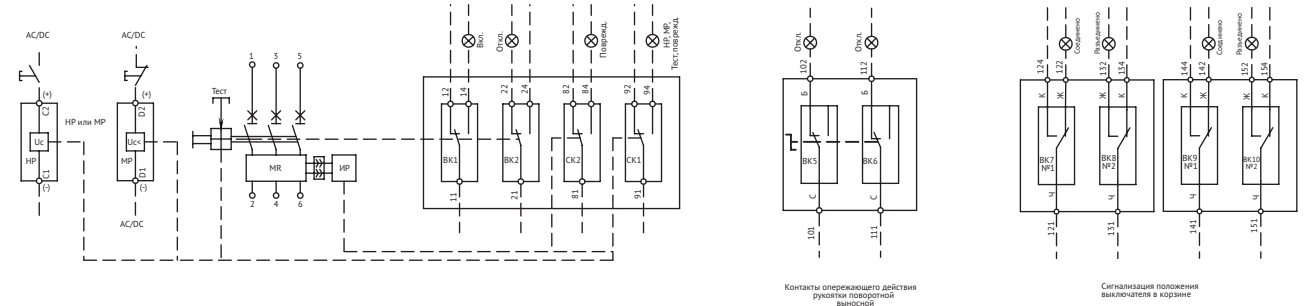 AC/DC
(+)
C2
Uc
НР
C1
(-)
НР или МР
AC/DC
(+)
D2
Uc<
МР
D1
(-)
AC/DC
Тест
1
3
5
MR
ИР
2
4
6
Вкл.
Откл.
Поврежд.
НР, МР,
Тест, поврежд.
12
14
22
24
82
84
92
94
ВК1
ВК2
СК2
СК1
11
21
81
91
Откл.
Откл.
102
112
Б
Б
ВК5
ВК6
С
С
101
111
Контакты опережающего действия
рукоятки поворотной
выносной
Соединено
Разъединено
Соединено
Разъединено
124
122
132
134
144
142
152
154
К
Ж
Ж
К
К
Ж
Ж
К
ВК7
№1
ВК8
№2
ВК9
№1
ВК10
№2
Ч
Ч
Ч
Ч
121
131
141
151
Сигнализация положения
выключателя в корзине